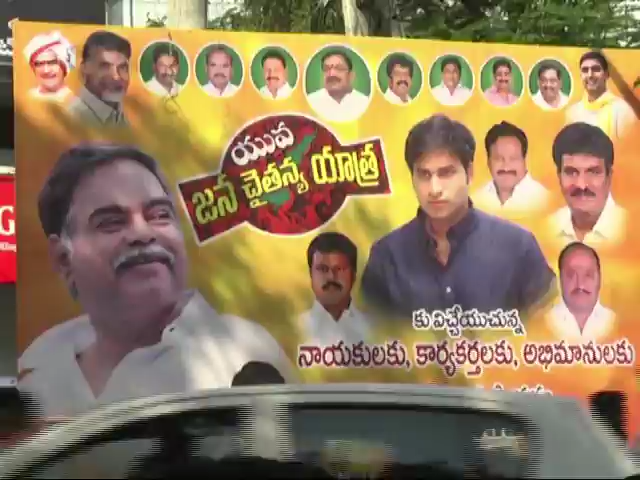 యువ
జన చైతన్య యాత్ర
కు విచ్చేయుచున్న
నాయకులకు, కార్యకర్తలకు, అభిమానులకు
G